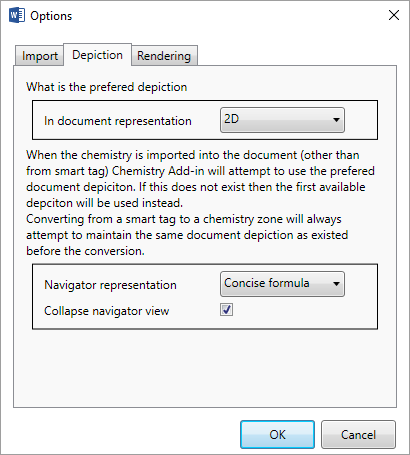 Options
Import Depiction Rendering
What is the prefered depiction
In document representation 2D
When the chemistry is imported into the document (other than
from smart tag) Chemistry Add-in will attempt to use the prefered
document depiciton. If this does not exist then the first available
depciton will be used instead.
Converting from a smart tag to a chemistry zone will always
attempt to maintain the same document depiction as existed
before the conversion.
Navigator representation Concise formula
Collapse navigator view
OK Cancel